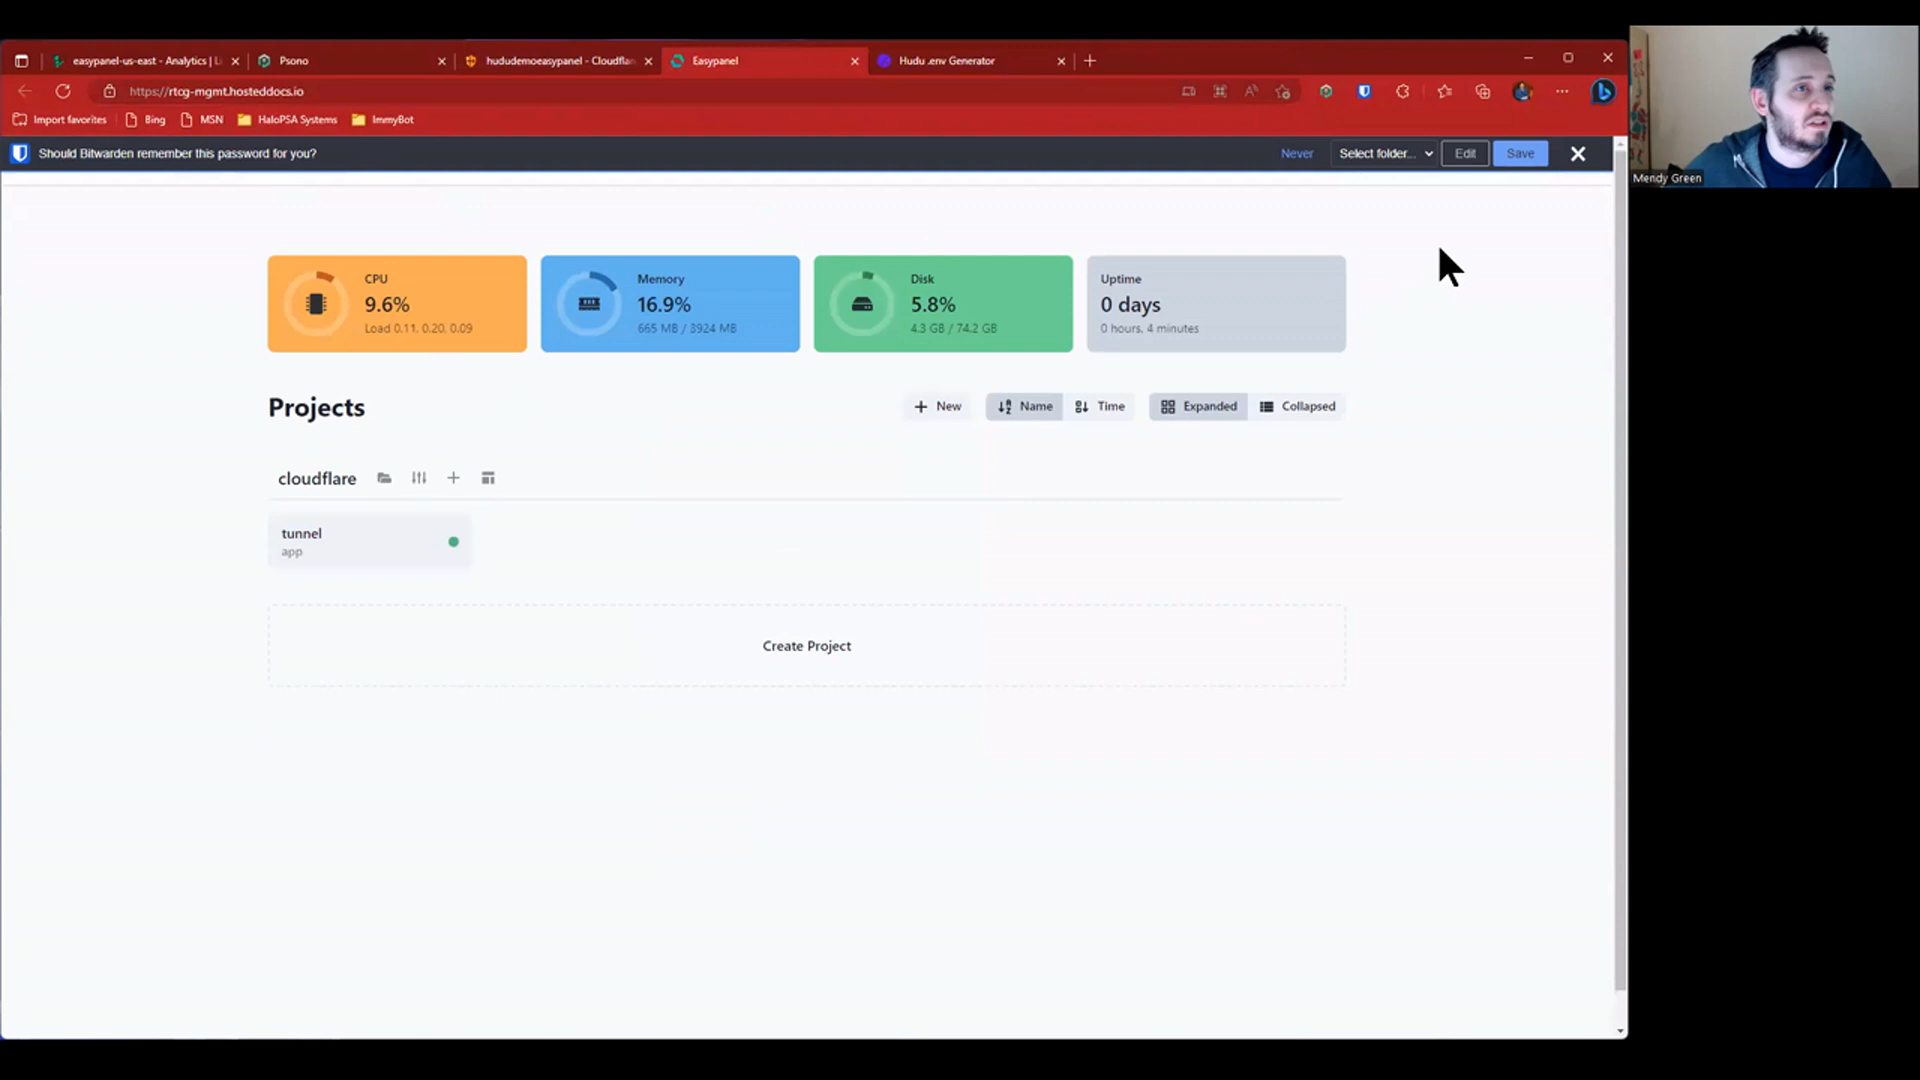 easypanel-us-east - Analytics | Li
Psono
hududemoeasypanel - Cloudflar
Easypanel
Hudu .env Generator
https://rtcg-mgmt.hosteddocs.io
Import favorites
Bing
MSN
HaloPSA Systems
ImmyBot
Should Bitwarden remember this password for you?
Never
Select folder...
Edit
Save
Mendy Green
CPU
9.6%
Load 0.11, 0.20, 0.09
Memory
16.9%
665 MB / 3924 MB
Disk
5.8%
4.3 GB / 74.2 GB
Uptime
0 days
0 hours, 4 minutes
Projects
New
Name
Time
Expanded
Collapsed
cloudflare
tunnel
app
Create Project